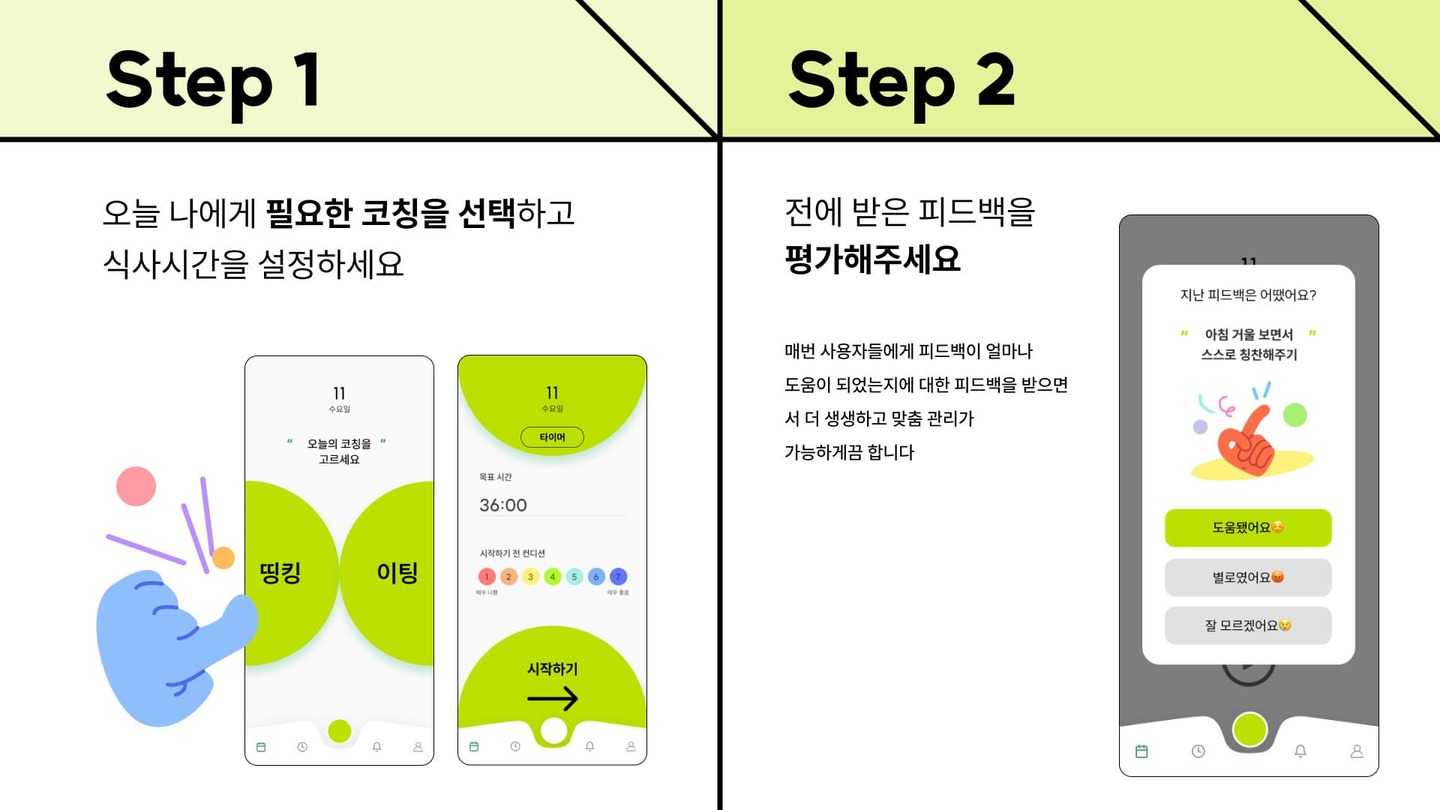 Step 1
오늘 나에게 필요한 코칭을 선택하고
식사시간을 설정하세요
11
수요일
“ 오늘의 코칭을 ”
고르세요
띵킹
이팅
11
수요일
타이머
목표 시간
36:00
시작하기 전 컨디션
1 2 3 4 5 6 7
매우 나쁨 매우 좋음
시작하기
Step 2
전에 받은 피드백을
평가해주세요
매번 사용자들에게 피드백이 얼마나
도움이 되었는지에 대한 피드백을 받으면
서 더 생생하고 맞춤 관리가
가능하게끔 합니다
11
지난 피드백은 어땠어요?
“ 아침 거울 보면서 ”
스스로 칭찬해주기
도움됐어요☺️
별로였어요😡
잘 모르겠어요😢